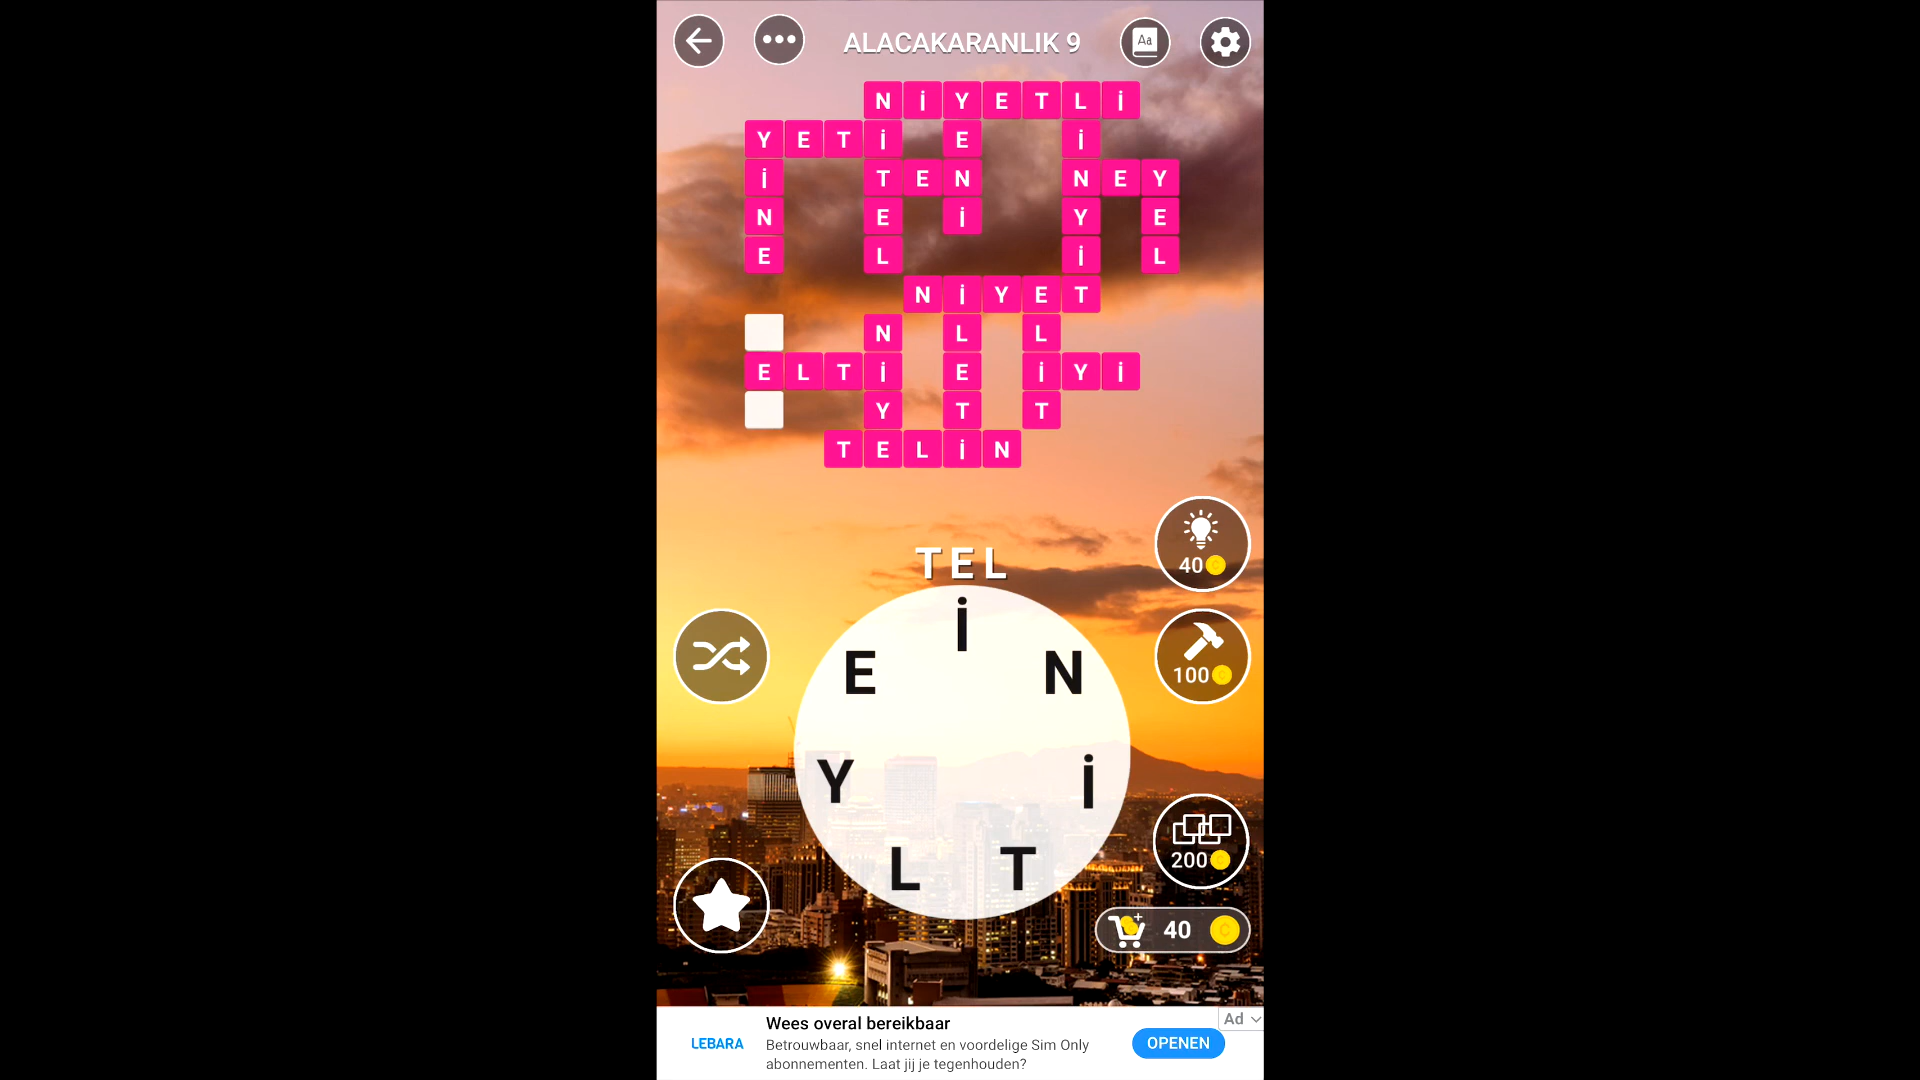 ALACAKARANLIK 9
Aa
NİYETLİ
YETİ E İ
İ TEN NEY
N E İ Y E
E L İ L
NİYET
N L L
ELTİ E İYİ
Y T T
TELİN
40
TEL
İ
E N
100
Y İ
L T
200
40
Ad
Wees overal bereikbaar
LEBARA
Betrouwbaar, snel internet en voordelige Sim Only
abonnementen. Laat jij je tegenhouden?
OPENEN